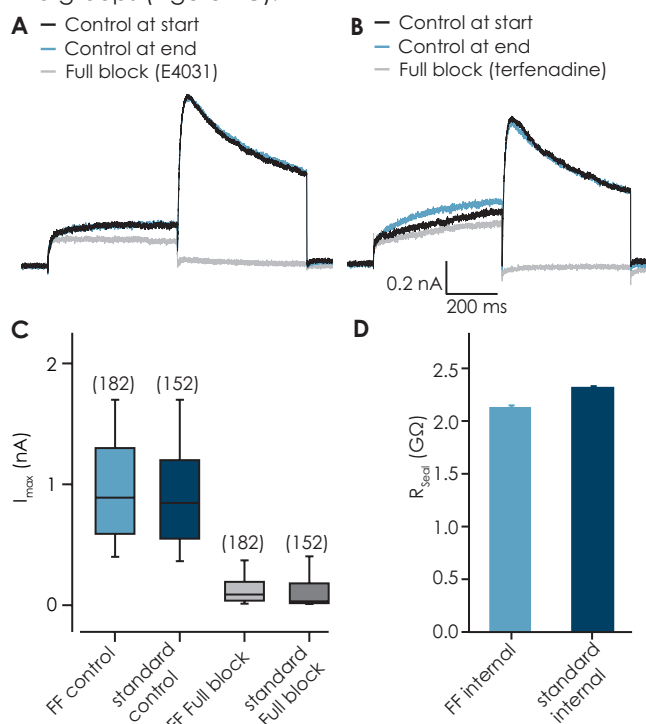 A
Control at start
Control at end
Full block (E4031)
B
Control at start
Control at end
Full block (terfenadine)
0.2 nA
200 ms
C
I_max (nA)
2
1
0
(182)
(152)
(182)
(152)
FF control
standard
control
FF Full block
standard
Full block
D
R_Seal (GΩ)
2.5
2.0
1.5
1.0
0.5
0.0
FF internal
standard
internal